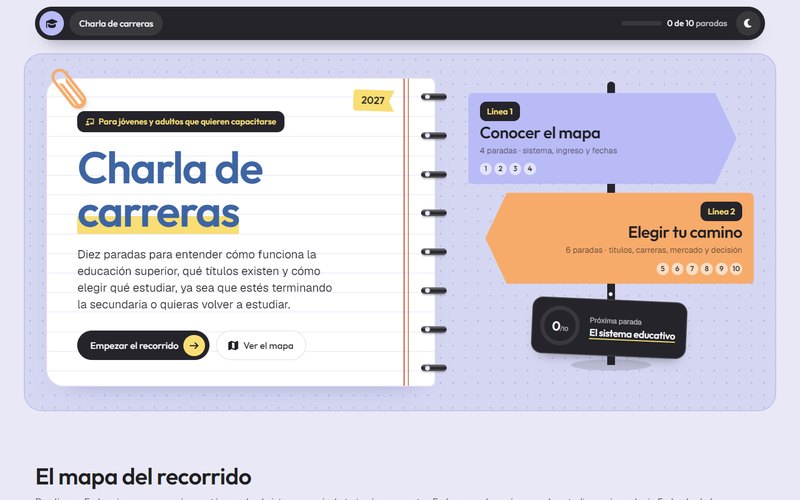 Charla de carreras
0 de 10 paradas
2027
Para jóvenes y adultos que quieren capacitarse
Charla de
carreras
Diez paradas para entender cómo funciona la
educación superior, qué títulos existen y cómo
elegir qué estudiar, ya sea que estés terminando
la secundaria o quieras volver a estudiar.
Empezar el recorrido
Ver el mapa
Línea 1
Conocer el mapa
4 paradas · sistema, ingreso y fechas
1 2 3 4
Línea 2
Elegir tu camino
6 paradas · títulos, carreras, mercado y decisión
5 6 7 8 9 10
0/10
Próxima parada
El sistema educativo
El mapa del recorrido